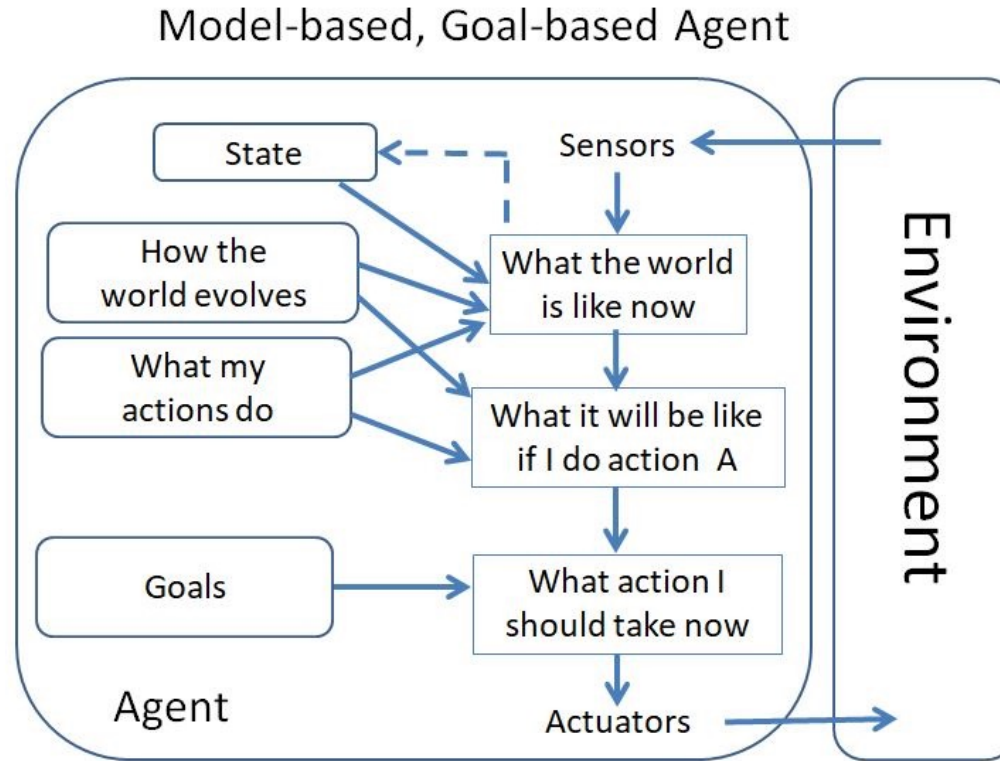 Model-based, Goal-based Agent
State
Sensors
How the
world evolves
What the world
is like now
What my
actions do
What it will be like
if I do action A
Goals
What action I
should take now
Agent
Actuators
Environment